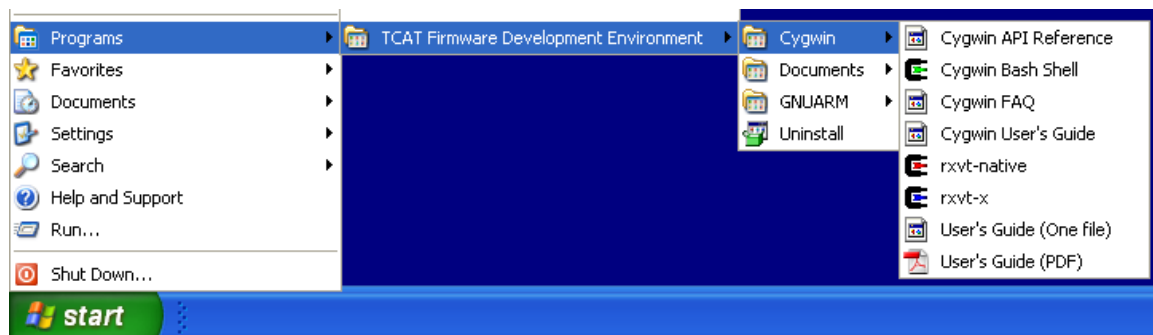 Programs
Favorites
Documents
Settings
Search
Help and Support
Run...
Shut Down...
start
TCAT Firmware Development Environment
Cygwin
Documents
GNUARM
Uninstall
Cygwin API Reference
Cygwin Bash Shell
Cygwin FAQ
Cygwin User's Guide
rxvt-native
rxvt-x
User's Guide (One file)
User's Guide (PDF)